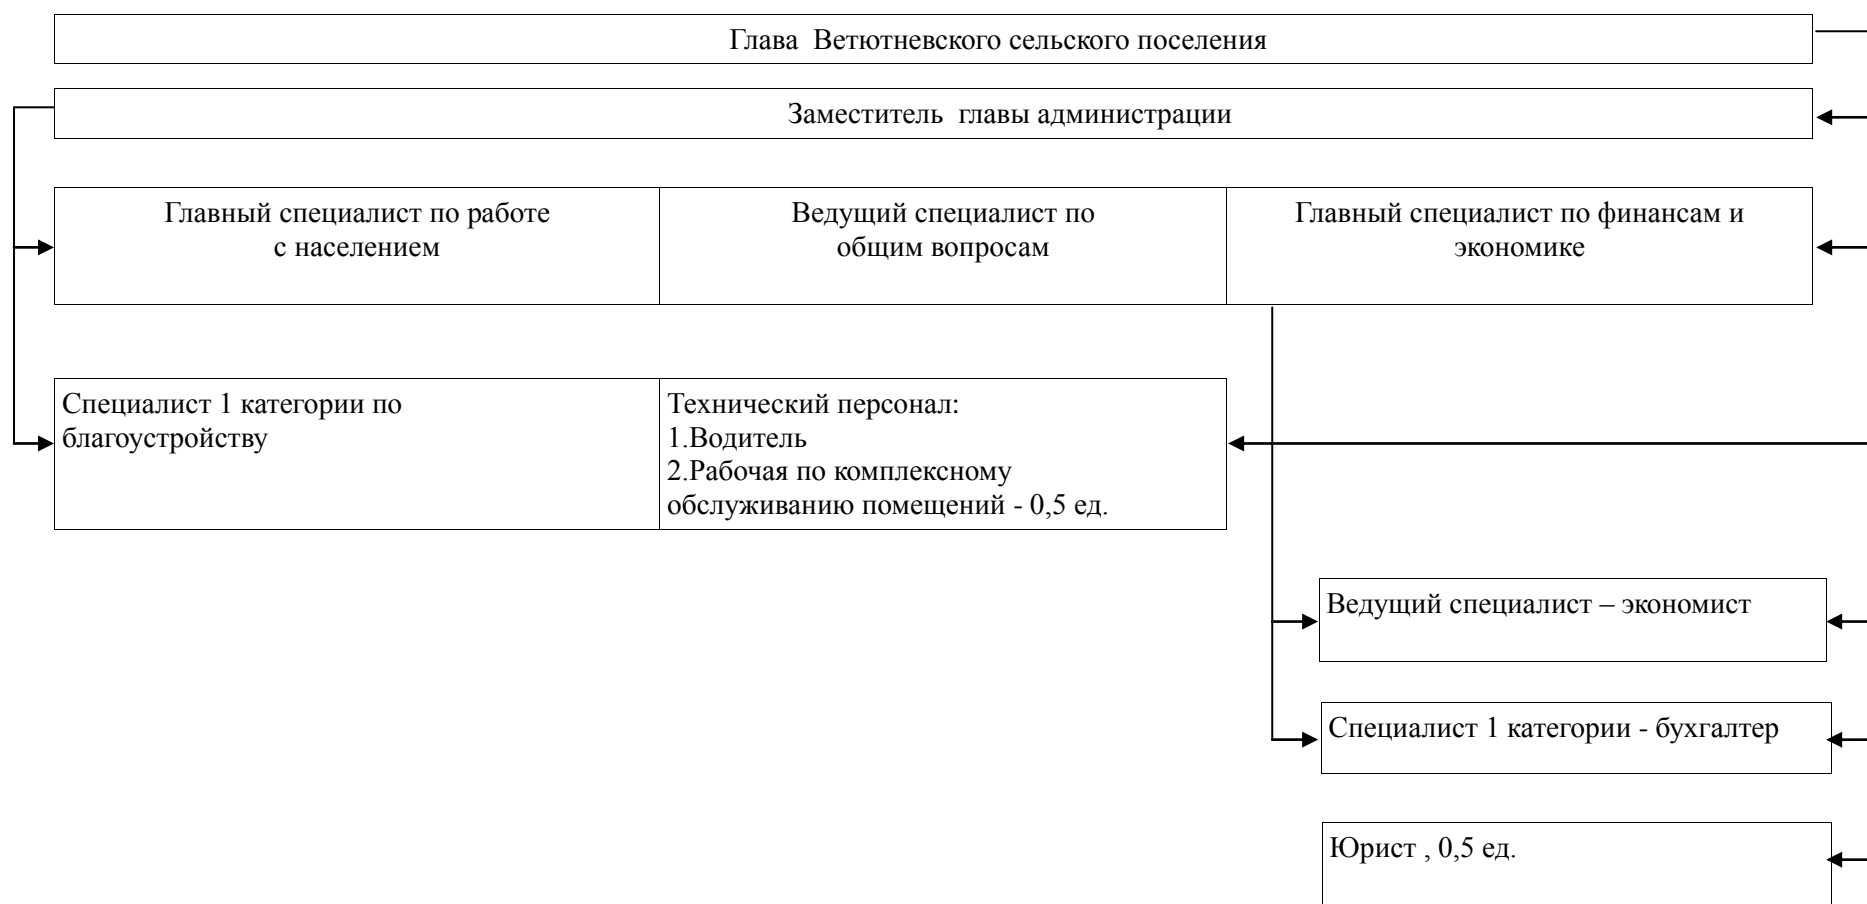 Глава  Ветютневского сельского поселения
Заместитель  главы администрации
Главный специалист по работе
с населением
Ведущий специалист по
общим вопросам
Главный специалист по финансам и
экономике
Специалист 1 категории по
благоустройству
Технический персонал:
1.Водитель
2.Рабочая по комплексному
обслуживанию помещений - 0,5 ед.
Ведущий специалист – экономист
Специалист 1 категории - бухгалтер
Юрист , 0,5 ед.